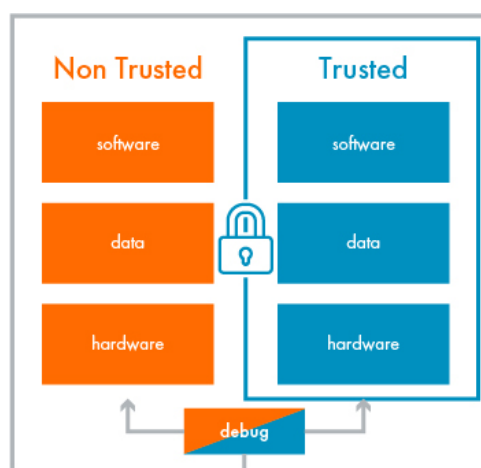 Non Trusted
Trusted
software
software
data
data
hardware
hardware
debug